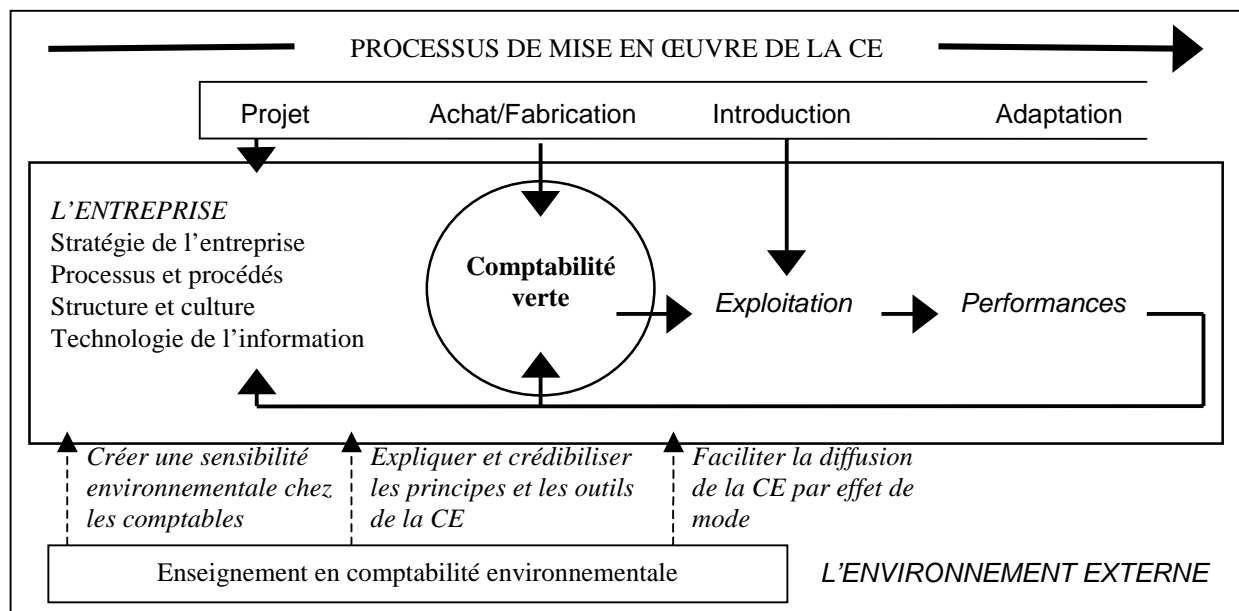 PROCESSUS DE MISE EN ŒUVRE DE LA CE
Projet Achat/Fabrication Introduction Adaptation
L'ENTREPRISE
Stratégie de l'entreprise
Processus et procédés
Structure et culture
Technologie de l'information
Comptabilité
verte
Exploitation
Performances
Créer une sensibilité
environnementale chez
les comptables
Expliquer et crédibiliser
les principes et les outils
de la CE
Faciliter la diffusion
de la CE par effet de
mode
Enseignement en comptabilité environnementale
L'ENVIRONNEMENT EXTERNE